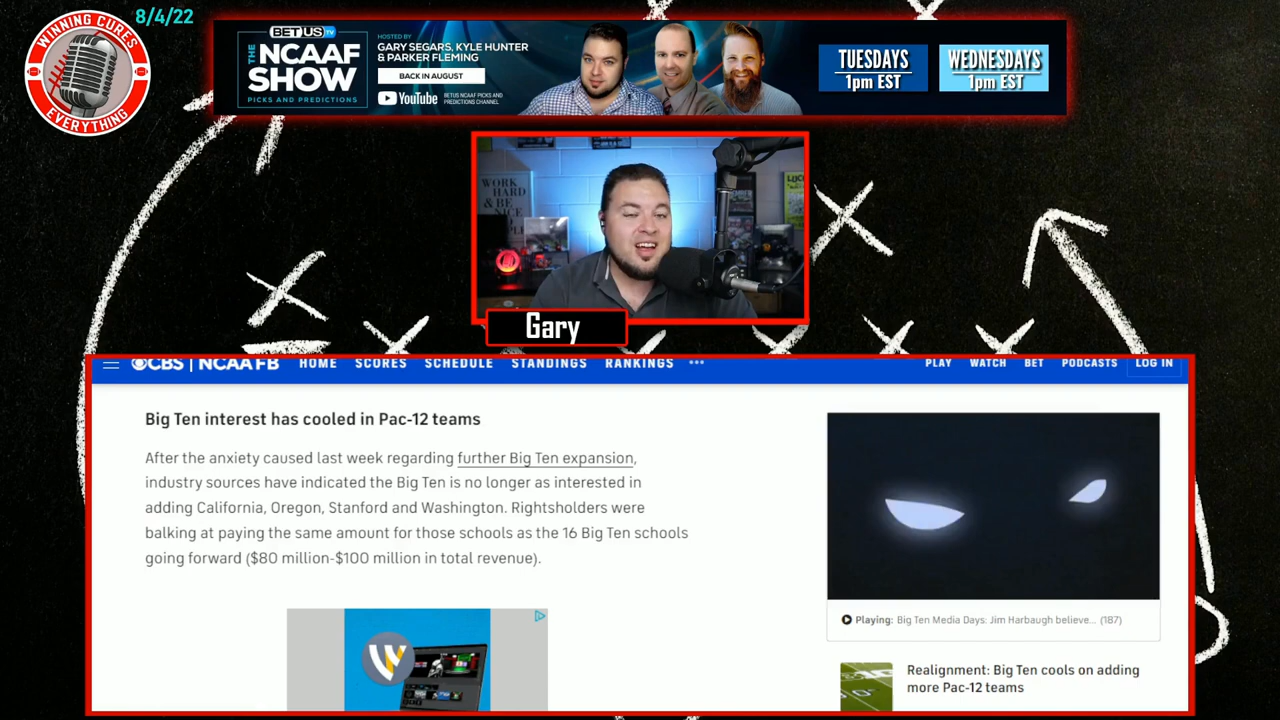 8/4/22
WINNING CURES
EVERYTHING
BETUS TV
THE
NCAAF
SHOW
PICKS AND PREDICTIONS
HOSTED BY
GARY SEGARS, KYLE HUNTER
& PARKER FLEMING
BACK IN AUGUST
YouTube
BETUS NCAAF PICKS AND
PREDICTIONS CHANNEL
TUESDAYS
1pm EST
WEDNESDAYS
1pm EST
WORK
HARD
& BE
NICE
Gary
CBS | NCAA FB HOME SCORES SCHEDULE STANDINGS RANKINGS ••• PLAY WATCH BET PODCASTS LOG IN
Big Ten interest has cooled in Pac-12 teams
After the anxiety caused last week regarding further Big Ten expansion,
industry sources have indicated the Big Ten is no longer as interested in
adding California, Oregon, Stanford and Washington. Rightsholders were
balking at paying the same amount for those schools as the 16 Big Ten schools
going forward ($80 million-$100 million in total revenue).
Playing: Big Ten Media Days: Jim Harbaugh believe... (187)
Realignment: Big Ten cools on adding
more Pac-12 teams